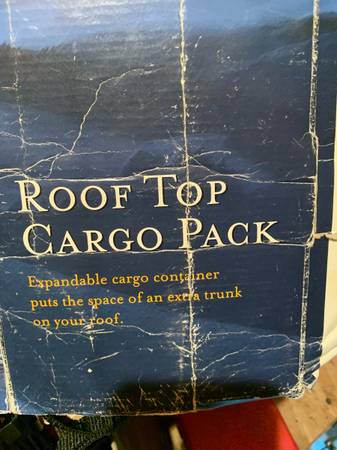 ROOF TOP
CARGO PACK
Expandable cargo container
puts the space of an extra trunk
on your roof.